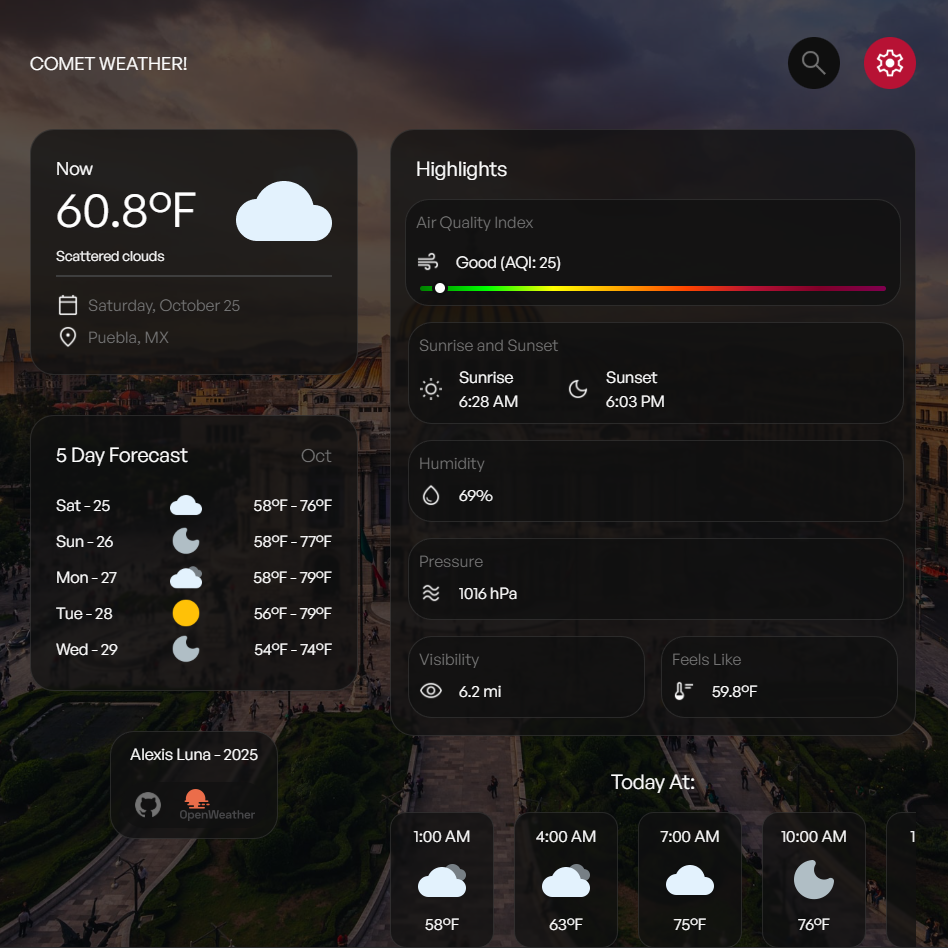 COMET WEATHER!
Now
60.8ºF
Scattered clouds
Saturday, October 25
Puebla, MX
5 Day Forecast Oct
Sat - 25 58ºF - 76ºF
Sun - 26 58ºF - 77ºF
Mon - 27 58ºF - 79ºF
Tue - 28 56ºF - 79ºF
Wed - 29 54ºF - 74ºF
Alexis Luna - 2025
OpenWeather
Highlights
Air Quality Index
Good (AQI: 25)
Sunrise and Sunset
Sunrise Sunset
6:28 AM 6:03 PM
Humidity
69%
Pressure
1016 hPa
Visibility Feels Like
6.2 mi 59.8ºF
Today At:
1:00 AM 4:00 AM 7:00 AM 10:00 AM 1
58ºF 63ºF 75ºF 76ºF